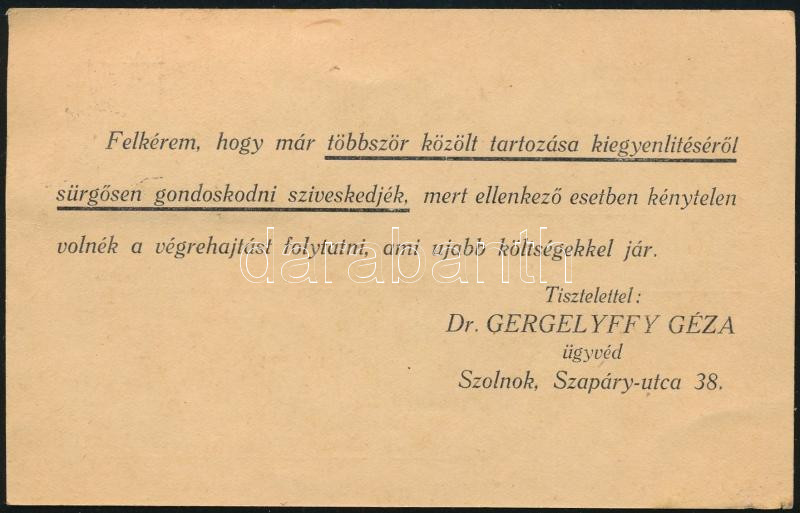 Felkérem, hogy már többször közölt tartozása kiegyenlitéséről
sürgősen gondoskodni sziveskedjék, mert ellenkező esetben kénytelen
volnék a végrehajtást folytatni, ami ujabb költségekkel jár.
darabanth
Tisztelettel:
Dr. GERGELYFFY GÉZA
ügyvéd
Szolnok, Szapáry-utca 38.